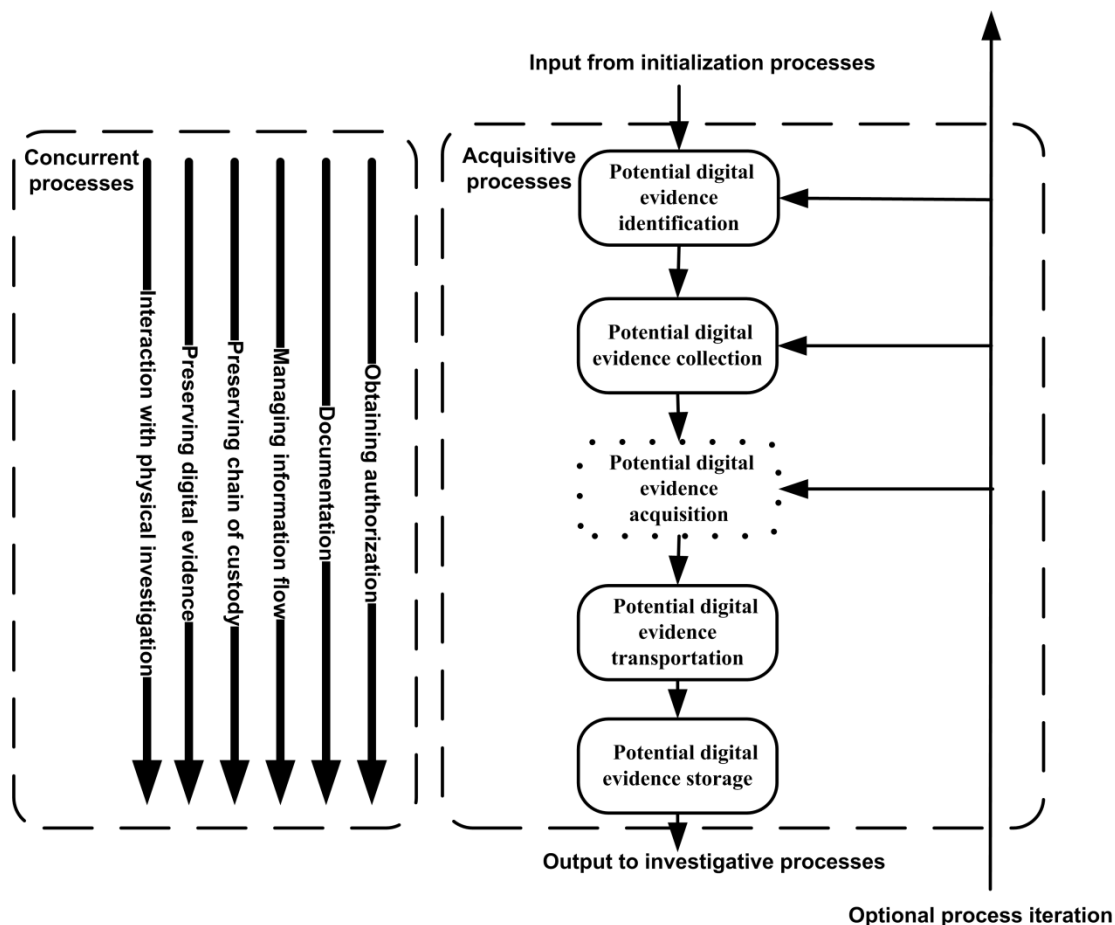 Input from initialization processes
Concurrent
processes
Interaction with physical investigation
Preserving digital evidence
Preserving chain of custody
Managing information flow
Documentation
Obtaining authorization
Acquisitive
processes
Potential digital
evidence
identification
Potential digital
evidence collection
Potential digital
evidence
acquisition
Potential digital
evidence
transportation
Potential digital
evidence storage
Output to investigative processes
Optional process iteration